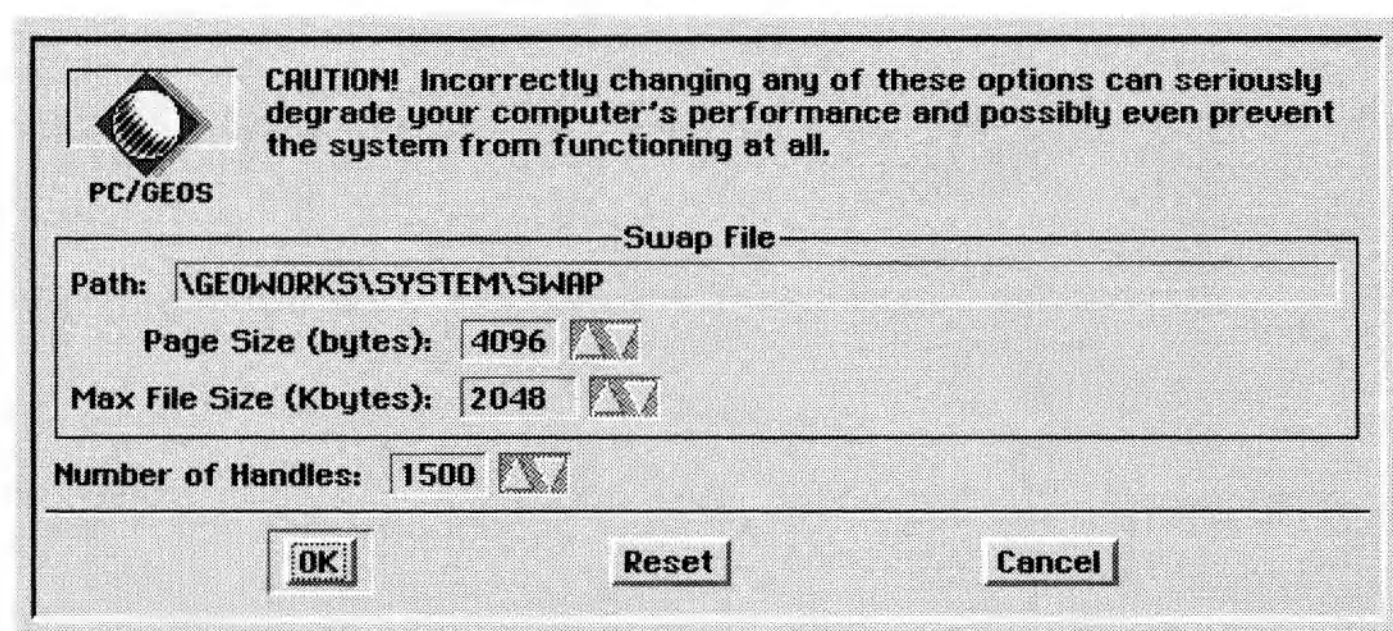 CAUTION! Incorrectly changing any of these options can seriously
degrade your computer's performance and possibly even prevent
the system from functioning at all.
PC/GEOS
Swap File
Path: \GEOWORKS\SYSTEM\SWAP
Page Size (bytes): 4096
Max File Size (Kbytes): 2048
Number of Handles: 1500
OK Reset Cancel